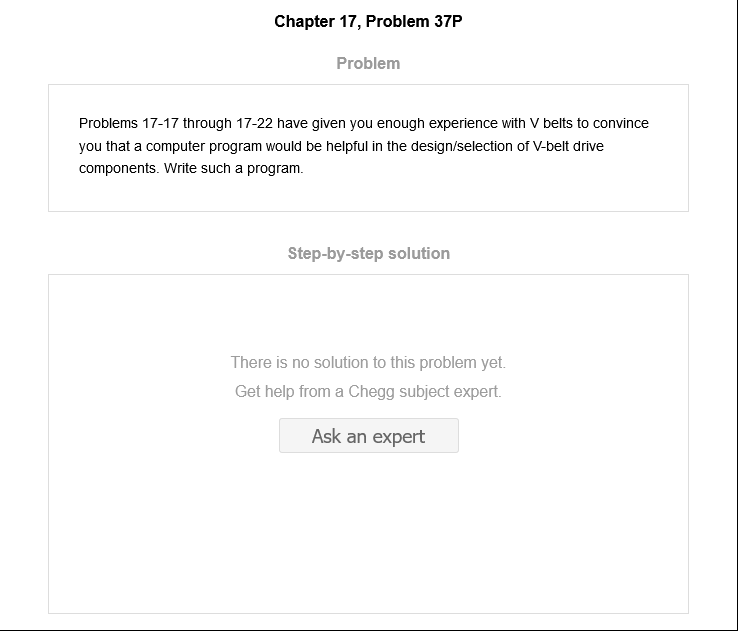 Chapter 17, Problem 37P
Problem
Problems 17-17 through 17-22 have given you enough experience with V belts to convince
you that a computer program would be helpful in the design/selection of V-belt drive
components. Write such a program.
Step-by-step solution
There is no solution to this problem yet.
Get help from a Chegg subject expert.
Ask an expert